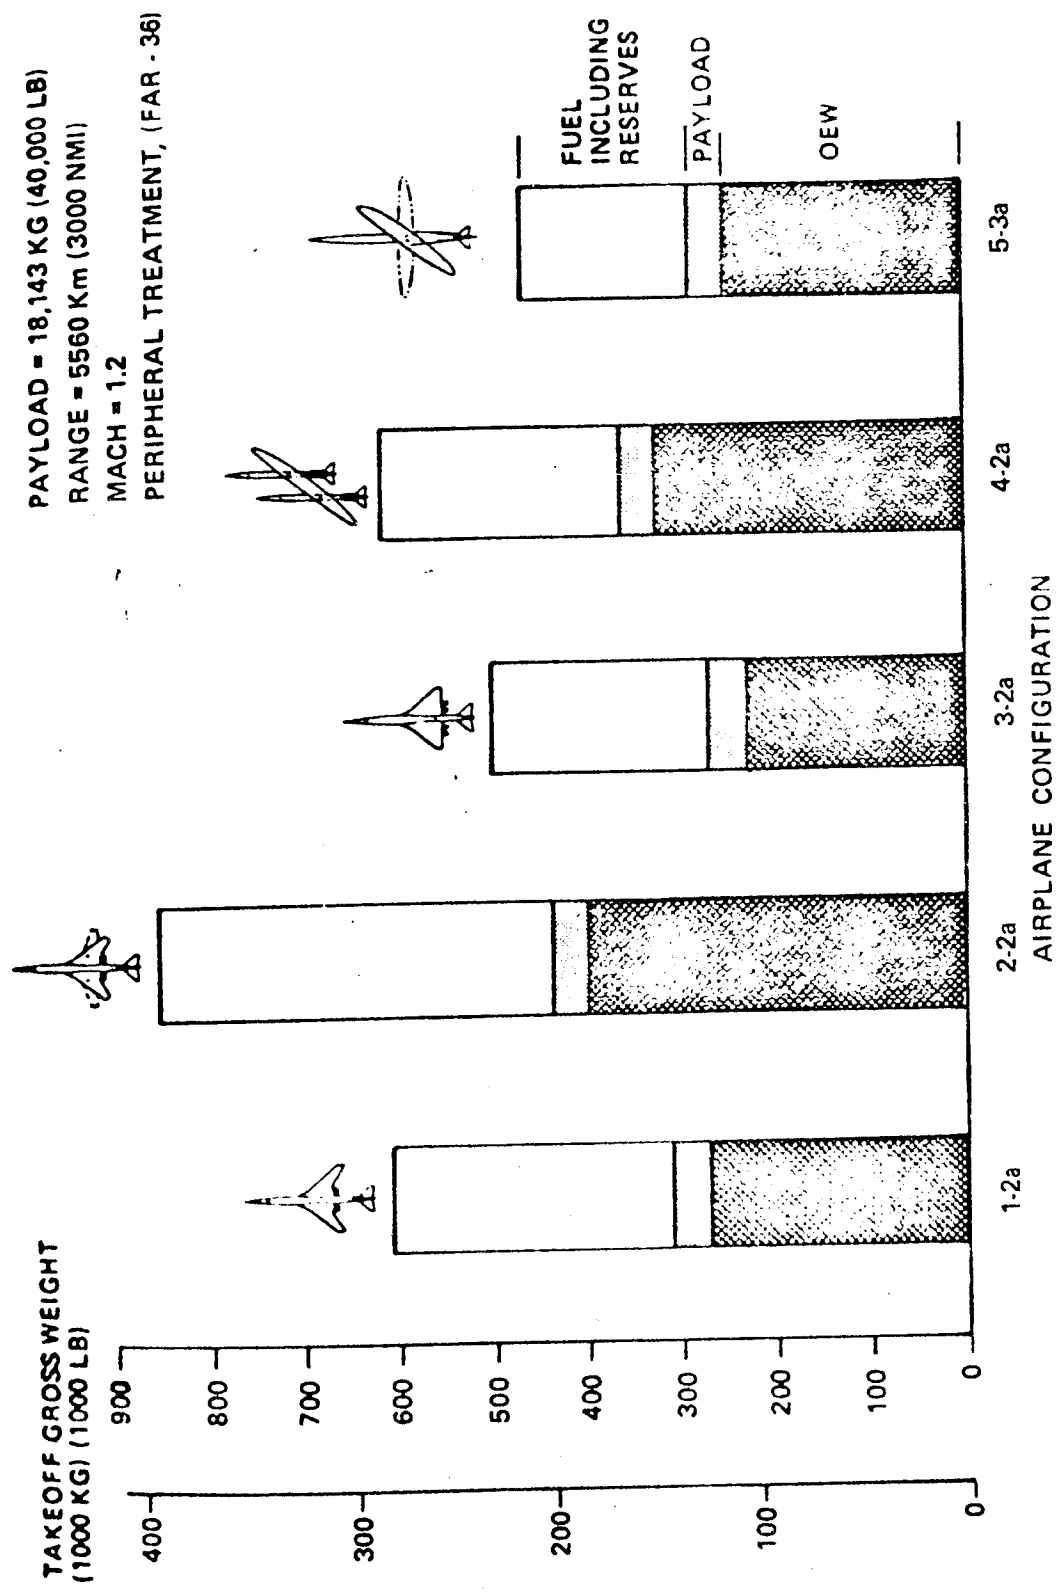 PAYLOAD = 18,143 KG (40,000 LB)
RANGE = 5560 Km (3000 NMI)
MACH = 1.2
PERIPHERAL TREATMENT, (FAR - 36)
TAKEOFF GROSS WEIGHT
(1000 KG) (1000 LB)
400
300
200
100
0
900
800
700
600
500
400
300
200
100
0
FUEL
INCLUDING
RESERVES
PAYLOAD
OEW
1-2a
2-2a
3-2a
4-2a
5-3a
AIRPLANE CONFIGURATION